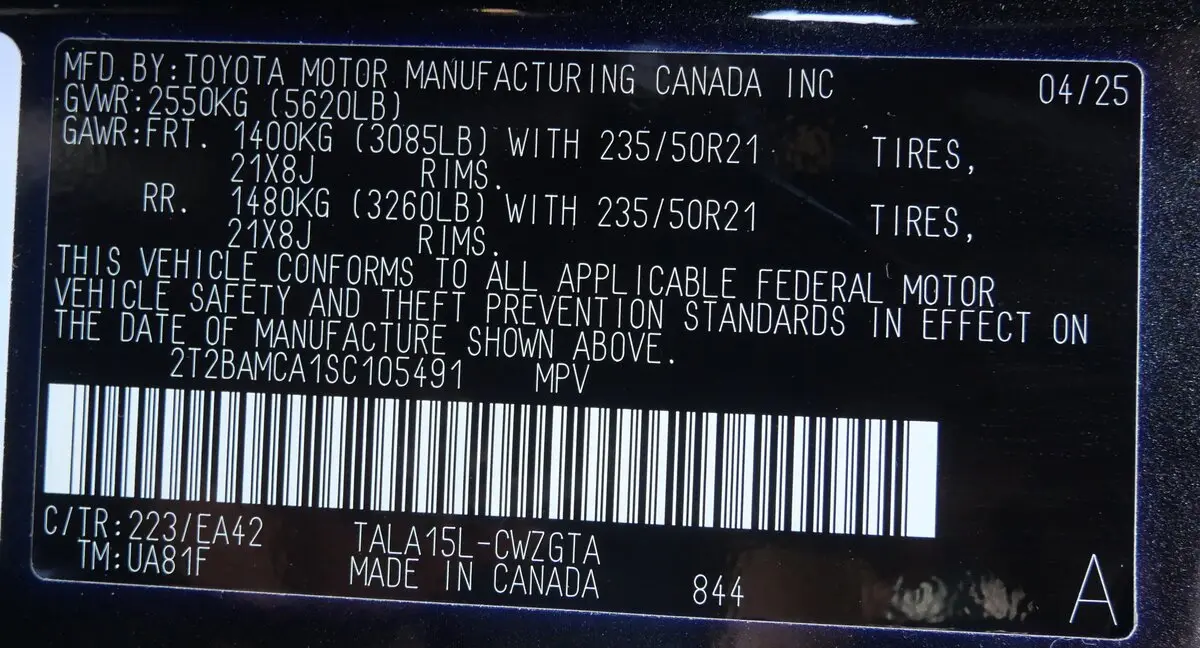 MFD.BY:TOYOTA MOTOR MANUFACTURING CANADA INC 04/25
GVWR:2550KG (5620LB)
GAWR:FRT. 1400KG (3085LB) WITH 235/50R21 TIRES,
21X8J RIMS.
RR. 1480KG (3260LB) WITH 235/50R21 TIRES,
21X8J RIMS.
THIS VEHICLE CONFORMS TO ALL APPLICABLE FEDERAL MOTOR
VEHICLE SAFETY AND THEFT PREVENTION STANDARDS IN EFFECT ON
THE DATE OF MANUFACTURE SHOWN ABOVE.
2T2BAMCA1SC105491 MPV
C/TR:223/EA42 TALA15L-CWZGTA
TM:UA81F MADE IN CANADA 844 A